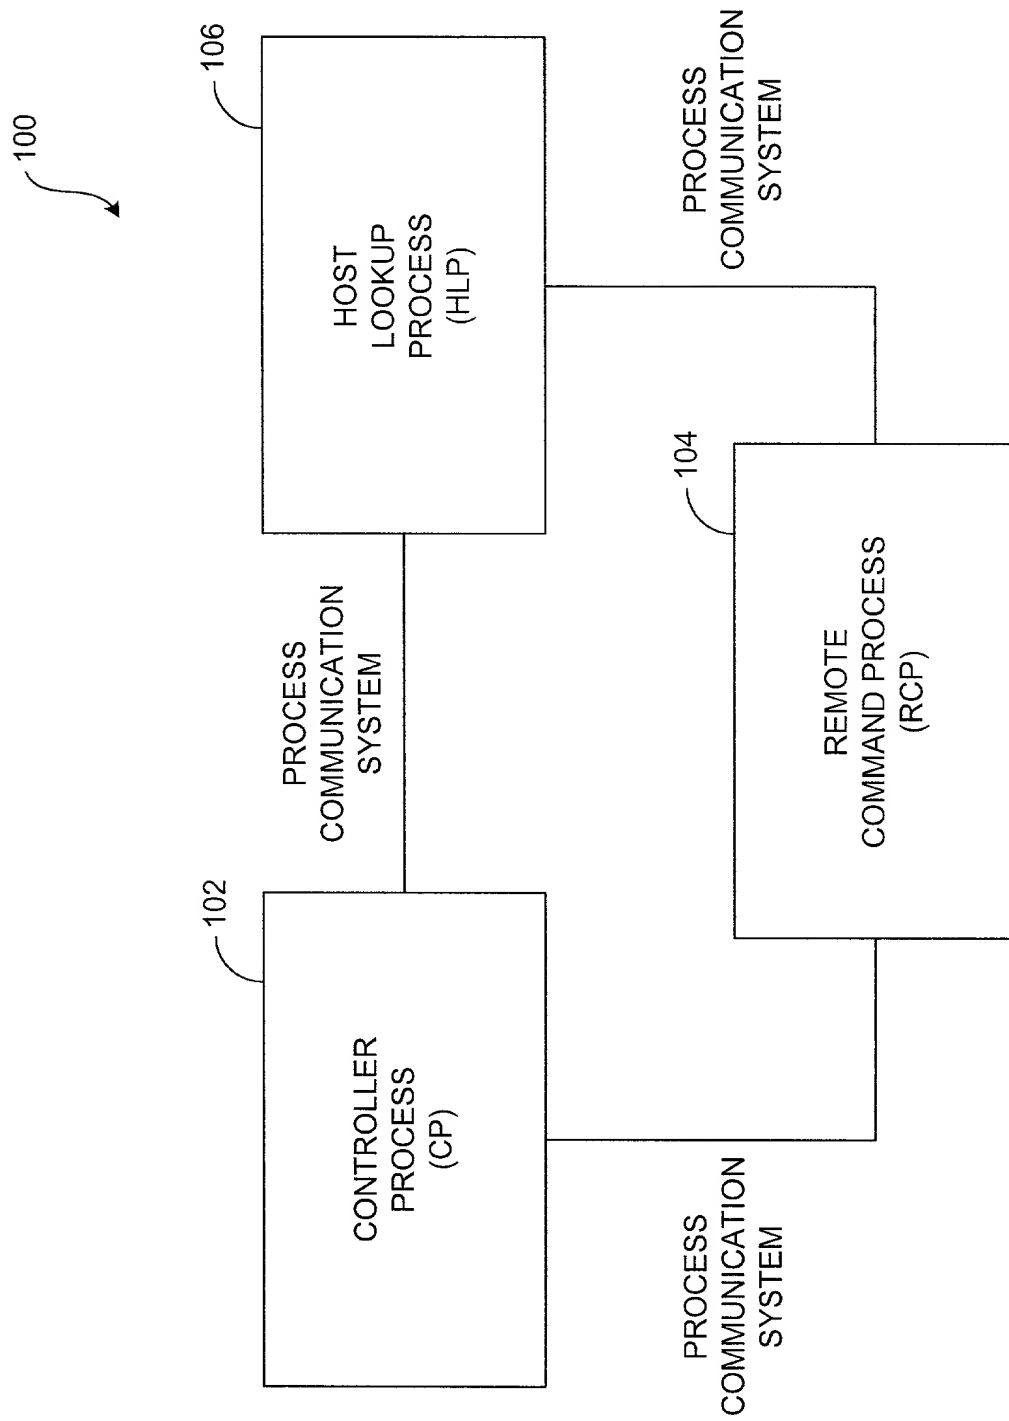 100
102
CONTROLLER
PROCESS
(CP)
PROCESS
COMMUNICATION
SYSTEM
106
HOST
LOOKUP
PROCESS
(HLP)
PROCESS
COMMUNICATION
SYSTEM
104
REMOTE
COMMAND PROCESS
(RCP)
PROCESS
COMMUNICATION
SYSTEM